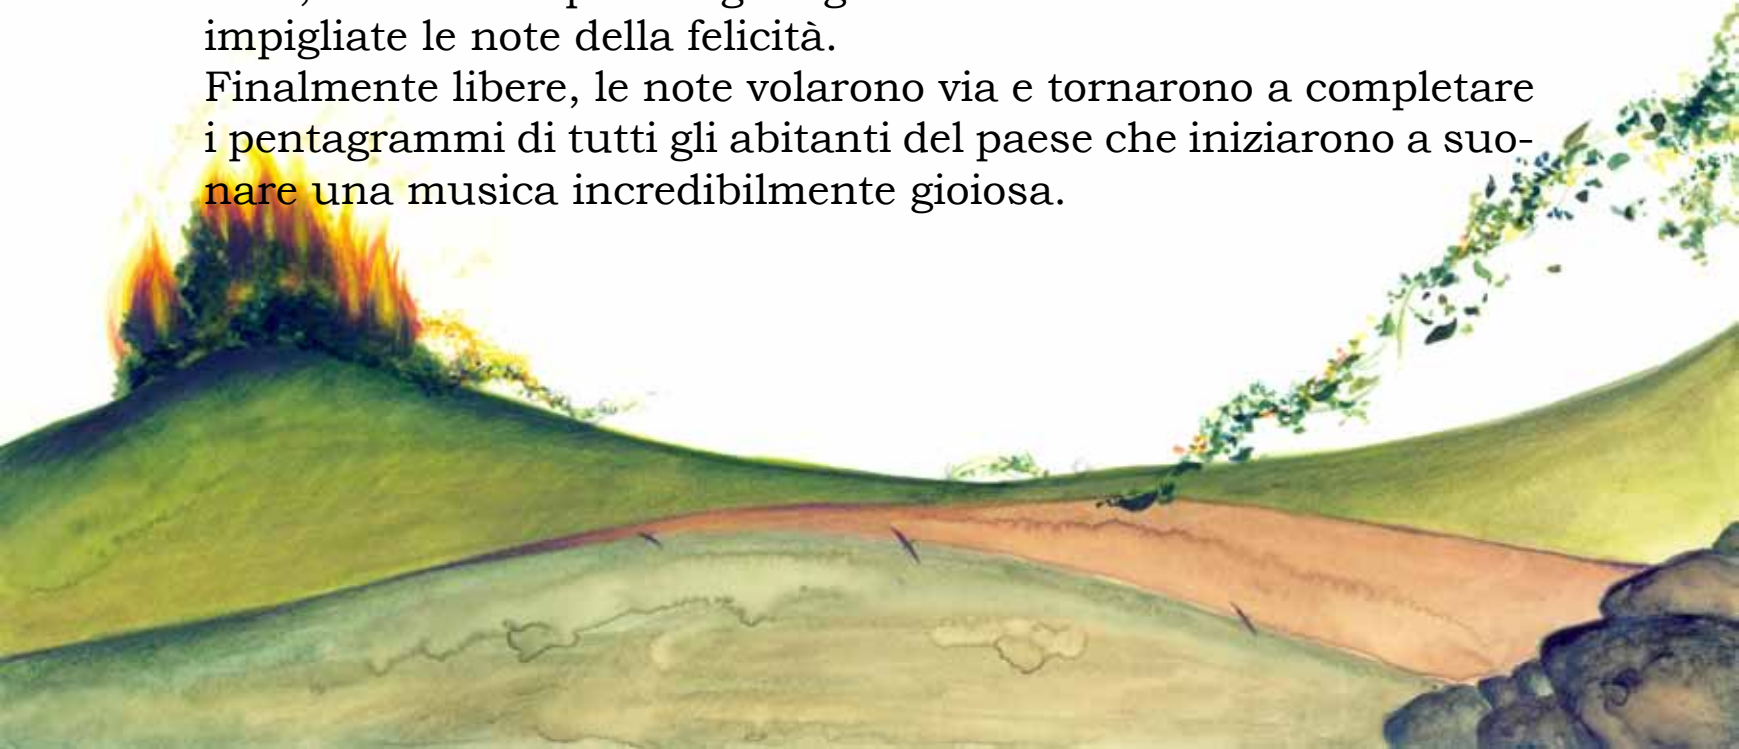 impigliate le note della felicità.
Finalmente libere, le note volarono via e tornarono a completare
i pentagrammi di tutti gli abitanti del paese che iniziarono a suo-
nare una musica incredibilmente gioiosa.